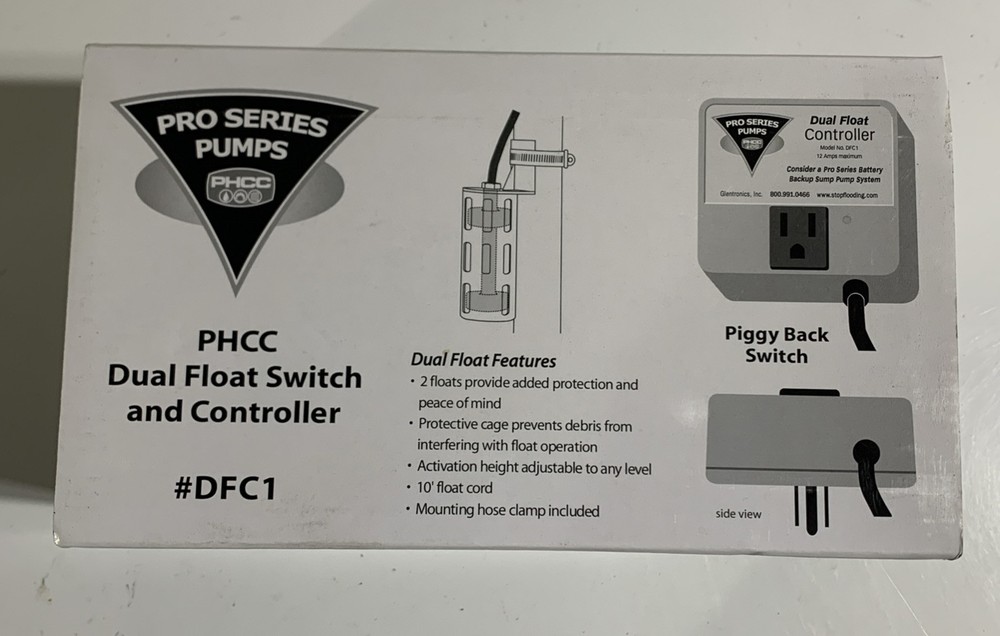 PRO SERIES
PUMPS
PHCC
PHCC
Dual Float Switch
and Controller
#DFC1
Dual Float Features
• 2 floats provide added protection and
peace of mind
• Protective cage prevents debris from
interfering with float operation
• Activation height adjustable to any level
• 10' float cord
• Mounting hose clamp included
PRO SERIES
PUMPS
PHCC
Dual Float
Controller
Model No. DFC1
12 Amps maximum
Consider a Pro Series Battery
Backup Sump Pump System
Glentronics, Inc. 800.991.0466 www.stopflooding.com
Piggy Back
Switch
side view